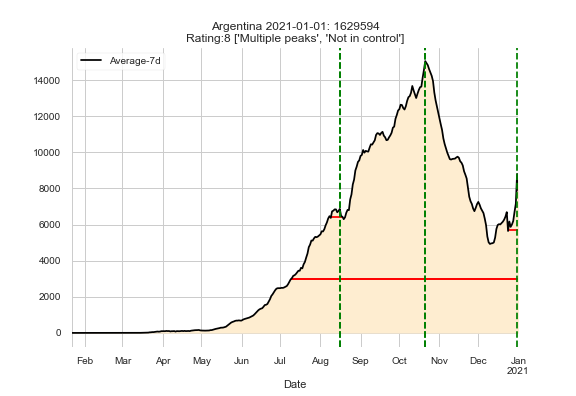 Argentina 2021-01-01: 1629594
Rating:8 ['Multiple peaks', 'Not in control']
Average-7d
14000
12000
10000
8000
6000
4000
2000
0
Feb Mar Apr May Jun Jul Aug Sep Oct Nov Dec Jan
2021
Date